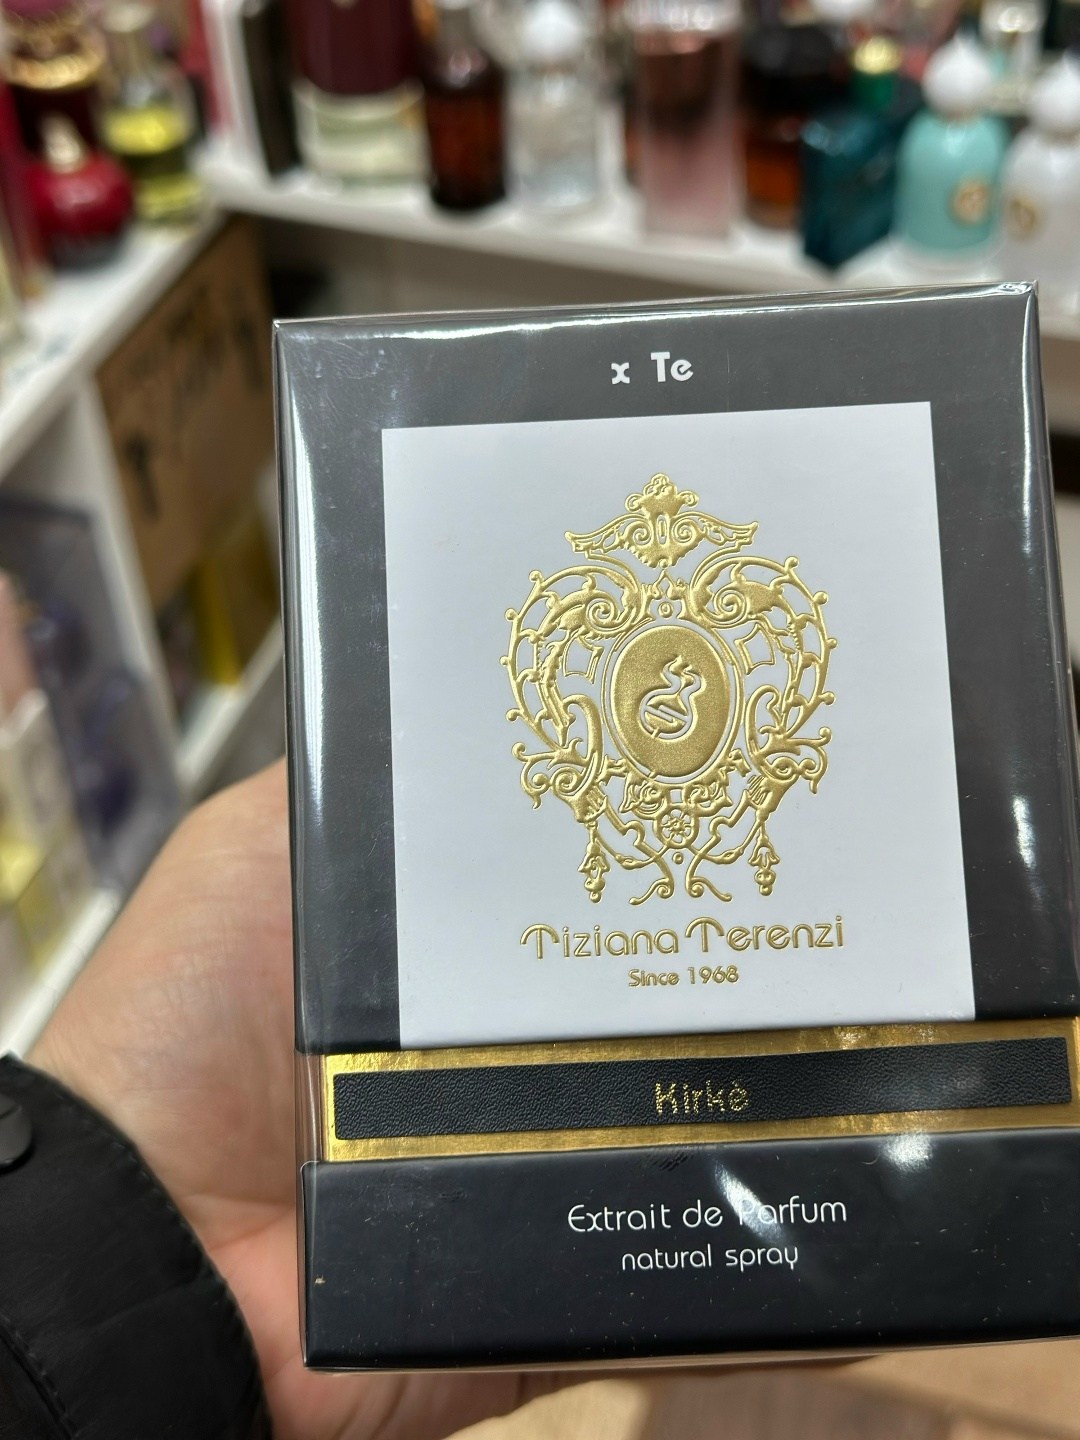 x Te
Tiziana Terenzi
Since 1968
Kirkè
Extrait de Parfum
natural spray